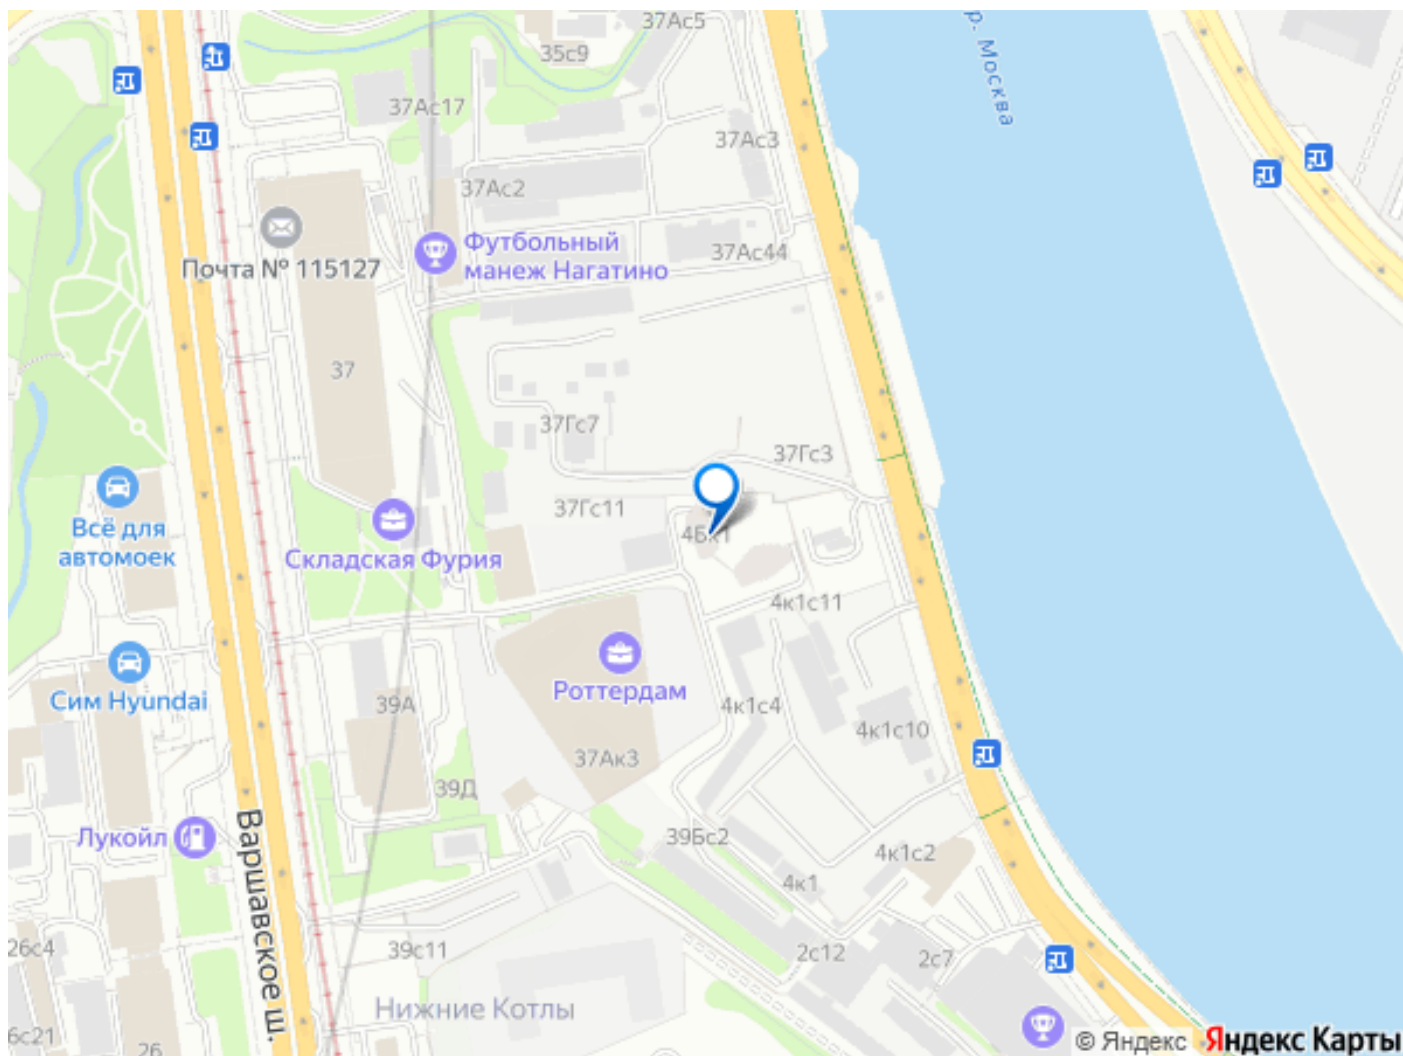 37Ас5
35с9
р. Москва
37Ас17
37Ас3
37Ас2
Футбольный
манеж Нагатино
37Ас44
Почта № 115127
37
37Гс7
37Гс3
37Гс11
Всё для
автомоек
4Бк1
Складская Фурия
4к1с11
Сим Hyundai
Роттердам
39А
4к1с4
4к1с10
37Ак3
39Д
Лукойл
Варшавское ш.
39Бс2
4к1с2
4к1
26с4
39с11
2с12
2с7
Нижние Котлы
6с21
26
© Яндекс Яндекс Карты